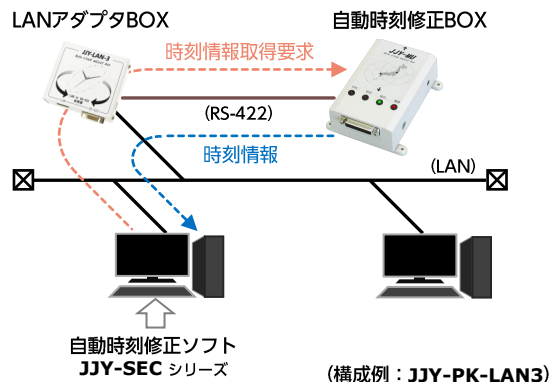 LANアダプタBOX
自動時刻修正BOX
JJY-LAN-3
時刻情報取得要求
JJY-MU
(RS-422)
時刻情報
(LAN)
自動時刻修正ソフト
JJY-SEC シリーズ
(構成例：JJY-PK-LAN3)